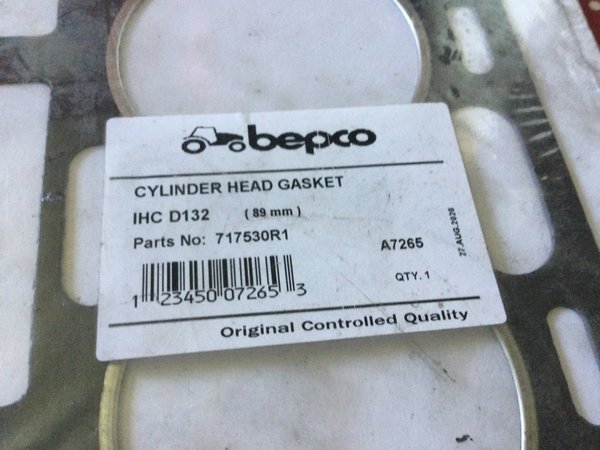 bepco
CYLINDER HEAD GASKET
IHC D132 (89 mm)
Parts No: 717530R1
A7265
27.AUG.2020
QTY. 1
1 23450 07265 3
Original Controlled Quality